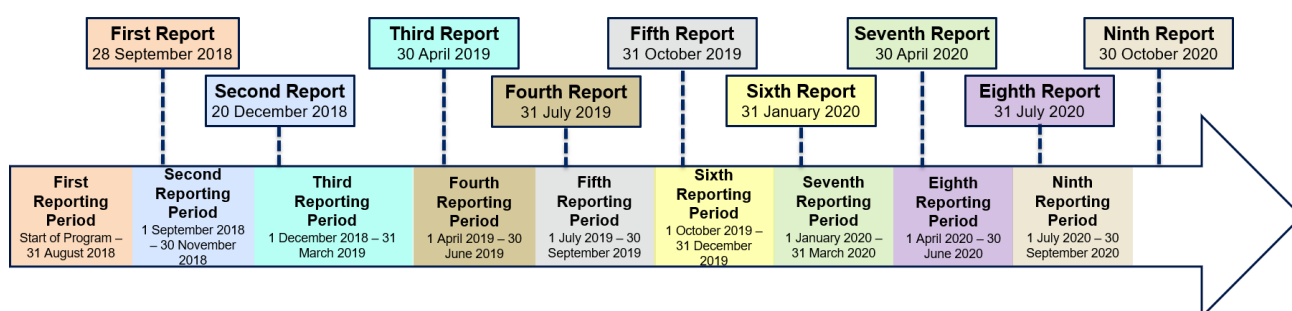 First Report
28 September 2018
Second Report
20 December 2018
Third Report
30 April 2019
Fourth Report
31 July 2019
Fifth Report
31 October 2019
Sixth Report
31 January 2020
Seventh Report
30 April 2020
Eighth Report
31 July 2020
Ninth Report
30 October 2020
First
Reporting
Period
Start of Program –
31 August 2018
Second
Reporting
Period
1 September 2018
– 30 November
2018
Third
Reporting
Period
1 December 2018 – 31
March 2019
Fourth
Reporting
Period
1 April 2019 – 30
June 2019
Fifth
Reporting
Period
1 July 2019 – 30
September 2019
Sixth
Reporting
Period
1 October 2019 –
31 December
2019
Seventh
Reporting
Period
1 January 2020 –
31 March 2020
Eighth
Reporting
Period
1 April 2020 – 30
June 2020
Ninth
Reporting
Period
1 July 2020 – 30
September 2020